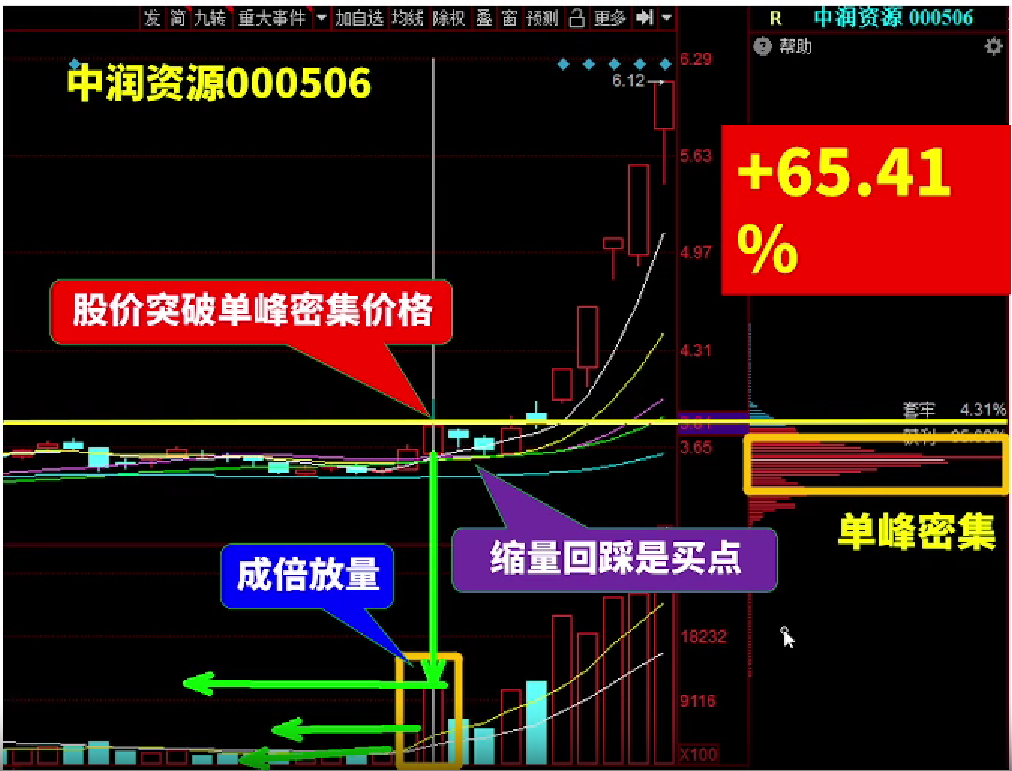 发 简 九转 重大事件 加自选 均线 除权 叠 窗 预测 更多
R 中润资源 000506
? 帮助
中润资源000506
6.12
6.29
5.63
+65.41
%
4.97
股价突破单峰密集价格
4.31
套牢 4.31%
3.81
获利
3.65
单峰密集
缩量回踩是买点
成倍放量
18232
9116
X100